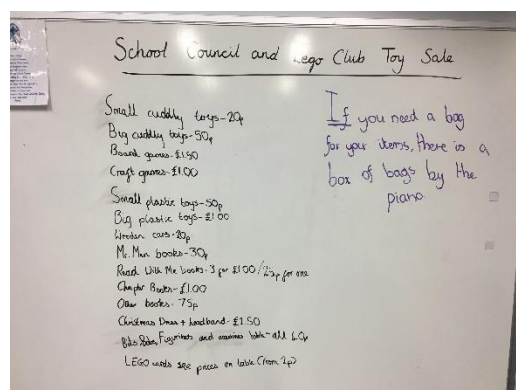 School Council and Lego Club Toy Sale
Small cuddly toys - 20p
Big cuddly toys - 50p
Board games - £1.50
Craft games - £1.00
Small plastic toys - 50p
Big plastic toys - £1.00
Wooden cars - 20p
Mr. Men books - 30p
Read With Me books - 3 for £1.00 / for one
Chapter Books - £1.00
Other books - 75p
Christmas Dress + headband - £1.50
and table - all
LEGO cards see prices on table (from 2p)
If you need a bag
for your items, there is a
box of bags by the
piano